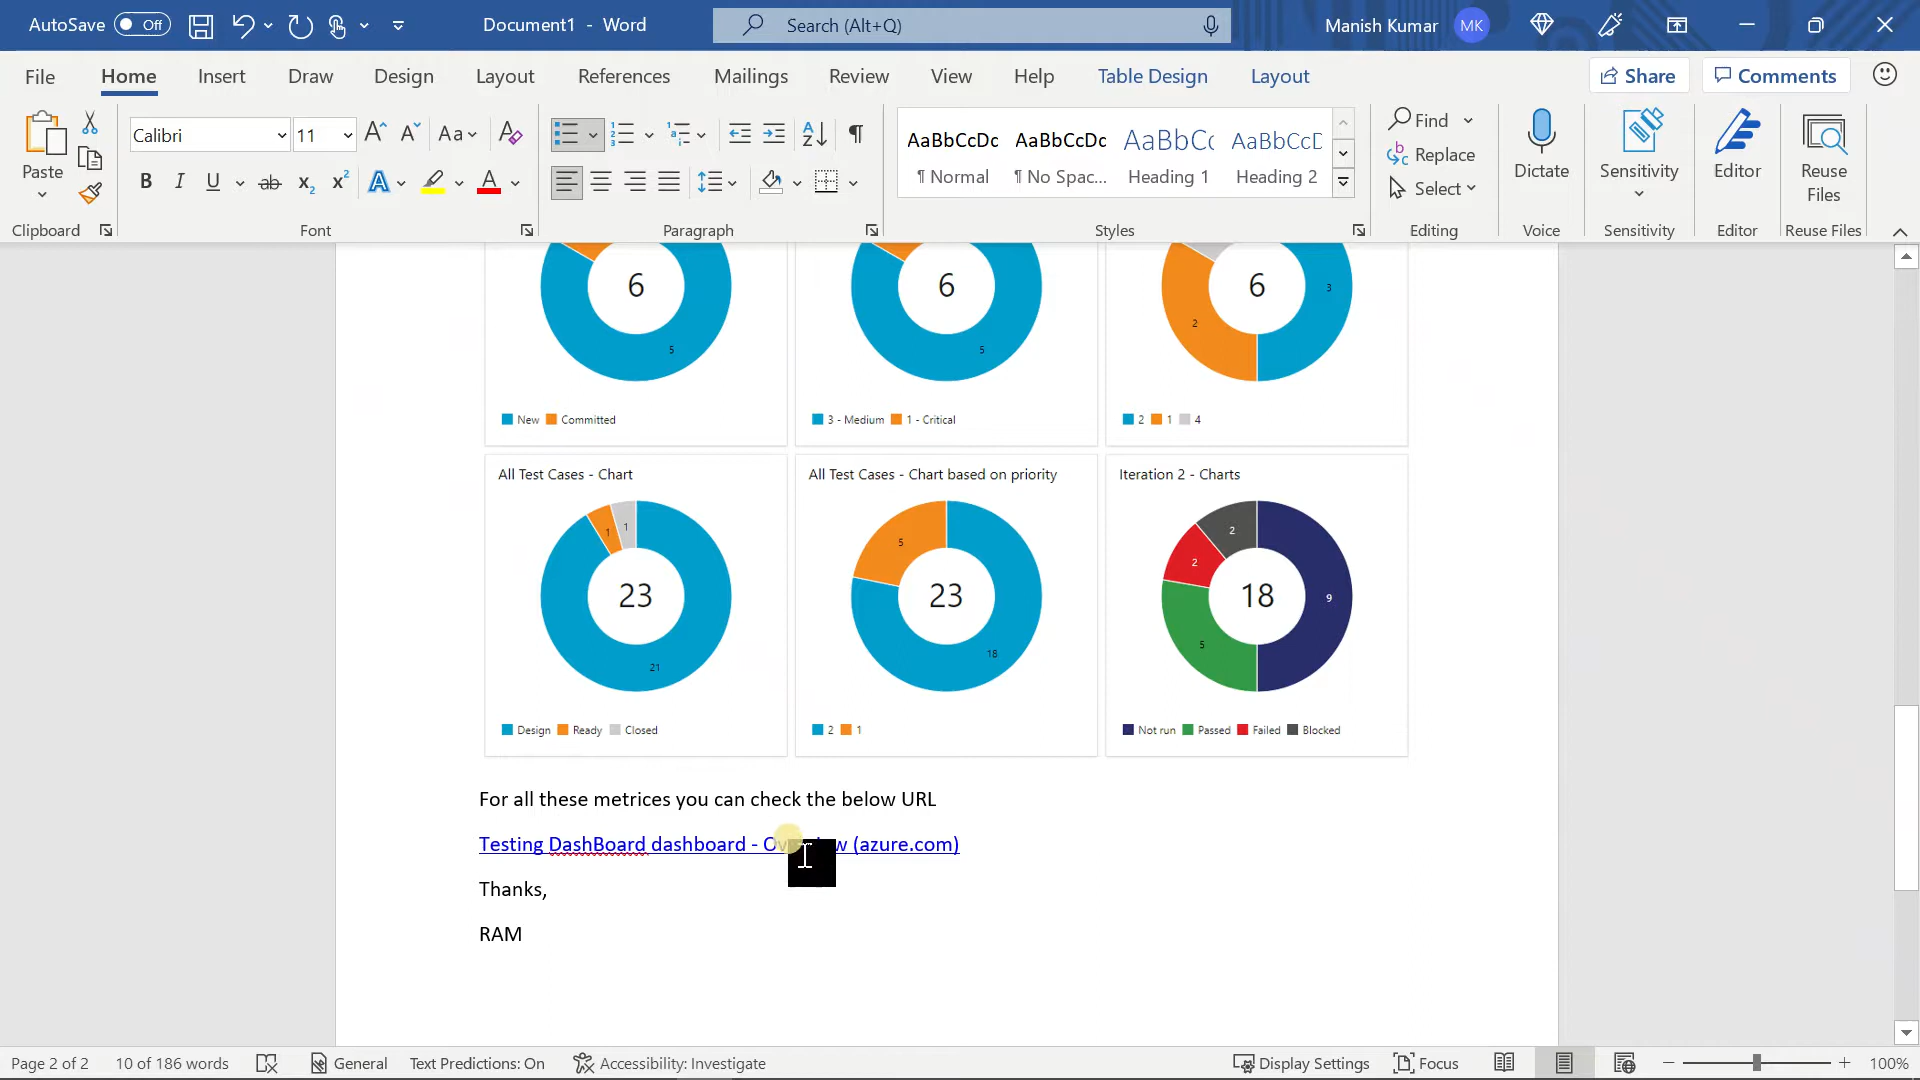 AutoSave Off Document1 - Word Search (Alt+Q) Manish Kumar MK
File Home Insert Draw Design Layout References Mailings Review View Help Table Design Layout Share Comments
Paste Calibri 11 Aa AaBbCcDc AaBbCcDc AaBbC AaBbCcD Find Replace Select Dictate Sensitivity Editor Reuse Files
¶ Normal ¶ No Spac... Heading 1 Heading 2
Clipboard Font Paragraph Styles Editing Voice Sensitivity Editor Reuse Files
6 5
New Committed
6 5
3 - Medium 1 - Critical
6 3 2
2 1 4
All Test Cases - Chart
1 1 23 21
Design Ready Closed
All Test Cases - Chart based on priority
5 23 18
2 1
Iteration 2 - Charts
2 2 18 9 5
Not run Passed Failed Blocked
For all these metrices you can check the below URL
Testing DashBoard dashboard - (azure.com)
Thanks,
RAM
Page 2 of 2 10 of 186 words General Text Predictions: On Accessibility: Investigate Display Settings Focus 100%